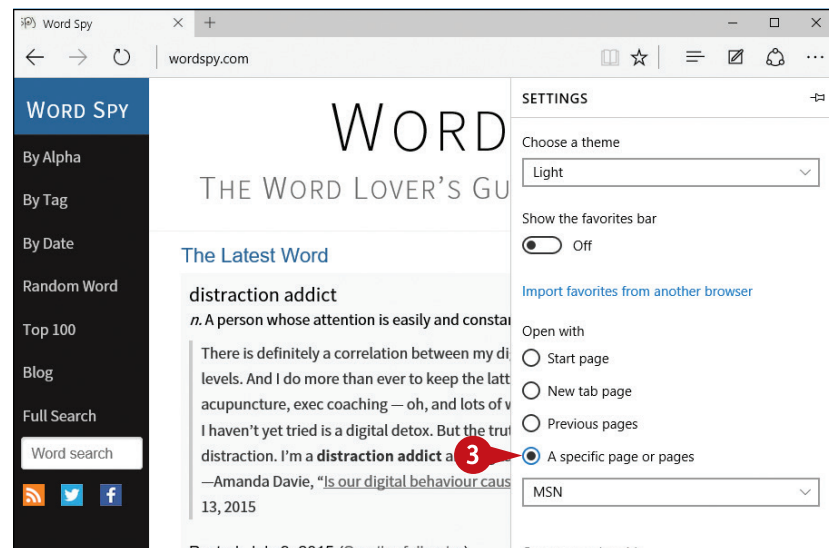 Word Spy
wordspy.com
WORD SPY
By Alpha
By Tag
By Date
Random Word
Top 100
Blog
Full Search
Word search
WORD
THE WORD LOVER'S GU
The Latest Word
distraction addict
n. A person whose attention is easily and constan
There is definitely a correlation between my di
levels. And I do more than ever to keep the latt
acupuncture, exec coaching — oh, and lots of
I haven't yet tried is a digital detox. But the tru
distraction. I'm a distraction addict a
—Amanda Davie, “Is our digital behaviour caus
13, 2015
SETTINGS
Choose a theme
Light
Show the favorites bar
Off
Import favorites from another browser
Open with
Start page
New tab page
Previous pages
3
A specific page or pages
MSN